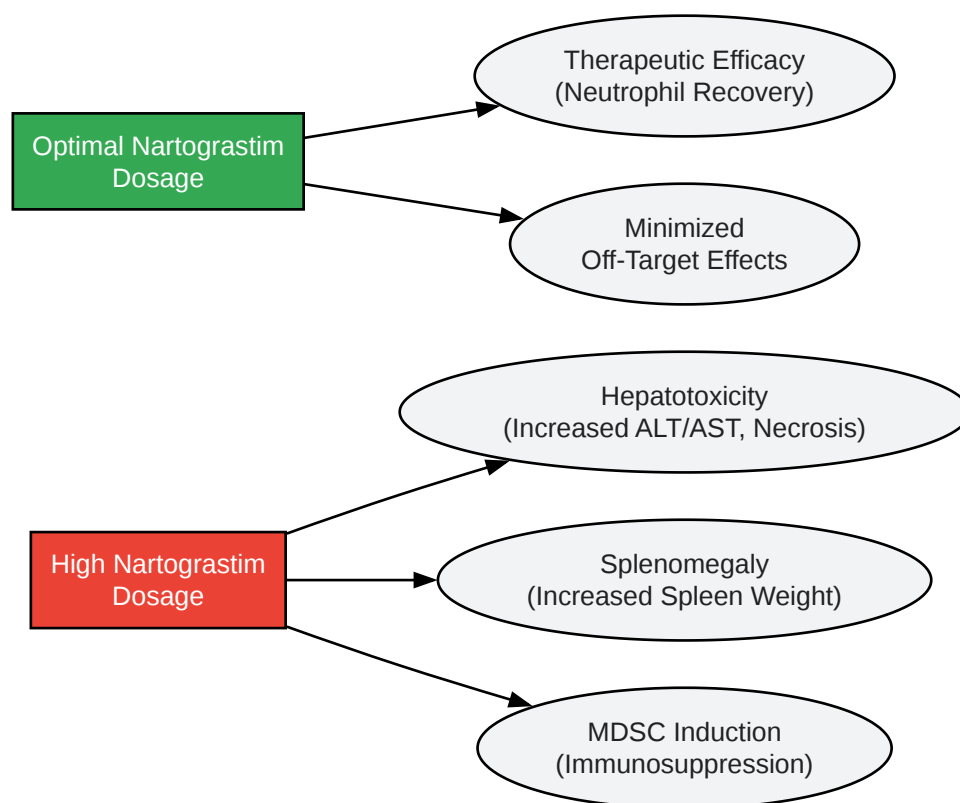 Optimal Nartograstim
Dosage
Therapeutic Efficacy
(Neutrophil Recovery)
Minimized
Off-Target Effects
High Nartograstim
Dosage
Hepatotoxicity
(Increased ALT/AST, Necrosis)
Splenomegaly
(Increased Spleen Weight)
MDSC Induction
(Immunosuppression)